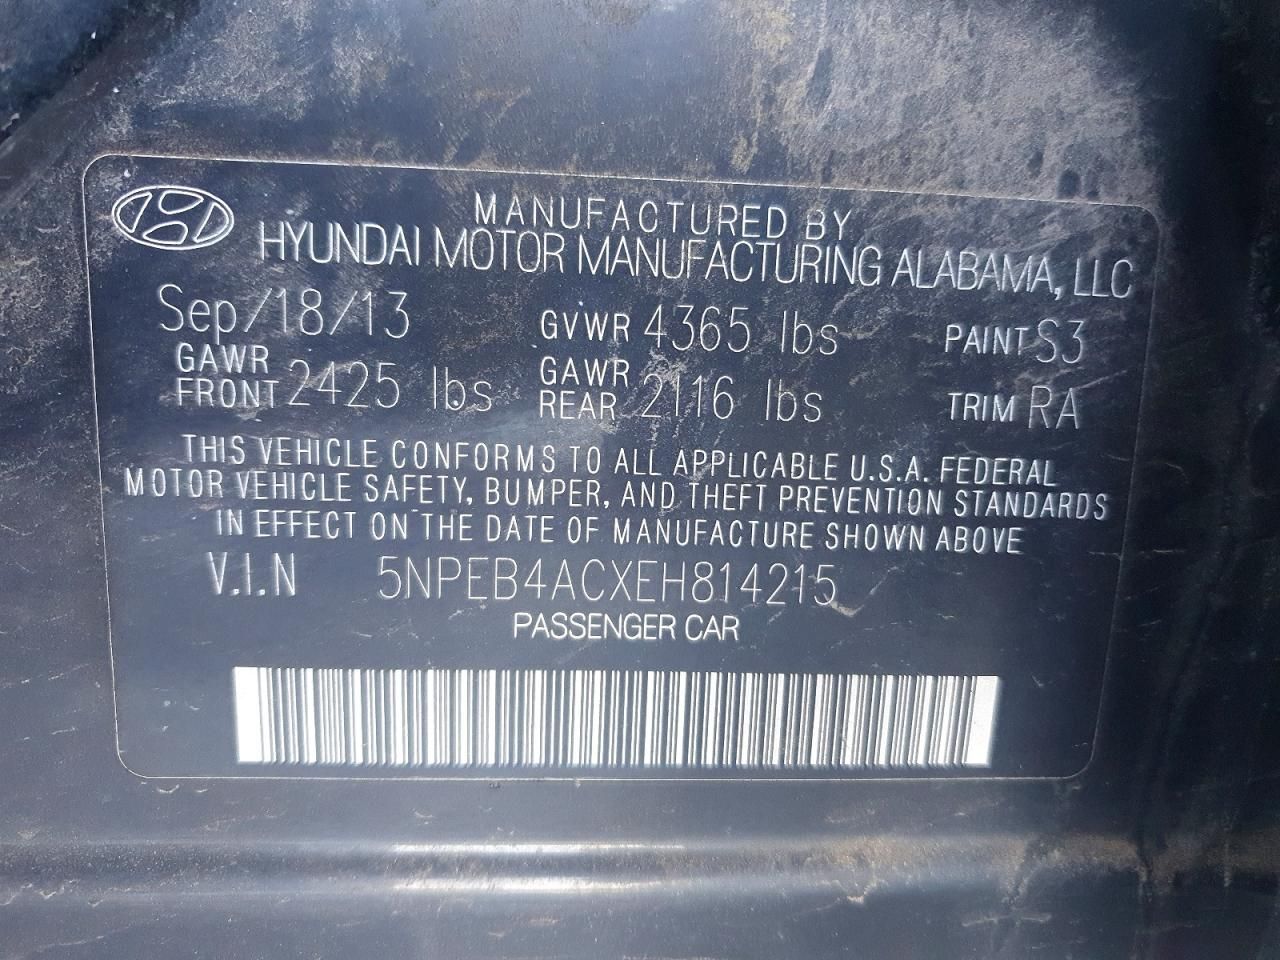 MANUFACTURED BY
HYUNDAI MOTOR MANUFACTURING ALABAMA, LLC
Sep/18/13 GVWR 4365 lbs PAINT S3
GAWR FRONT 2425 lbs GAWR REAR 2116 lbs TRIM RA
THIS VEHICLE CONFORMS TO ALL APPLICABLE U.S.A. FEDERAL
MOTOR VEHICLE SAFETY, BUMPER, AND THEFT PREVENTION STANDARDS
IN EFFECT ON THE DATE OF MANUFACTURE SHOWN ABOVE
V.I.N 5NPEB4ACXEH814215
PASSENGER CAR